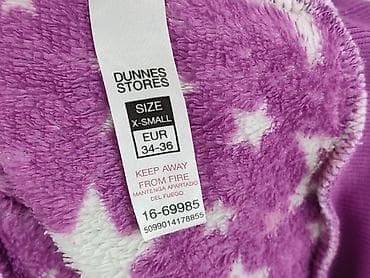 DUNNES
STORES
SIZE
X-SMALL
EUR
34-36
KEEP AWAY
FROM FIRE
MANTENGA APARTADO
DEL FUEGO
16-69985
5099014178855